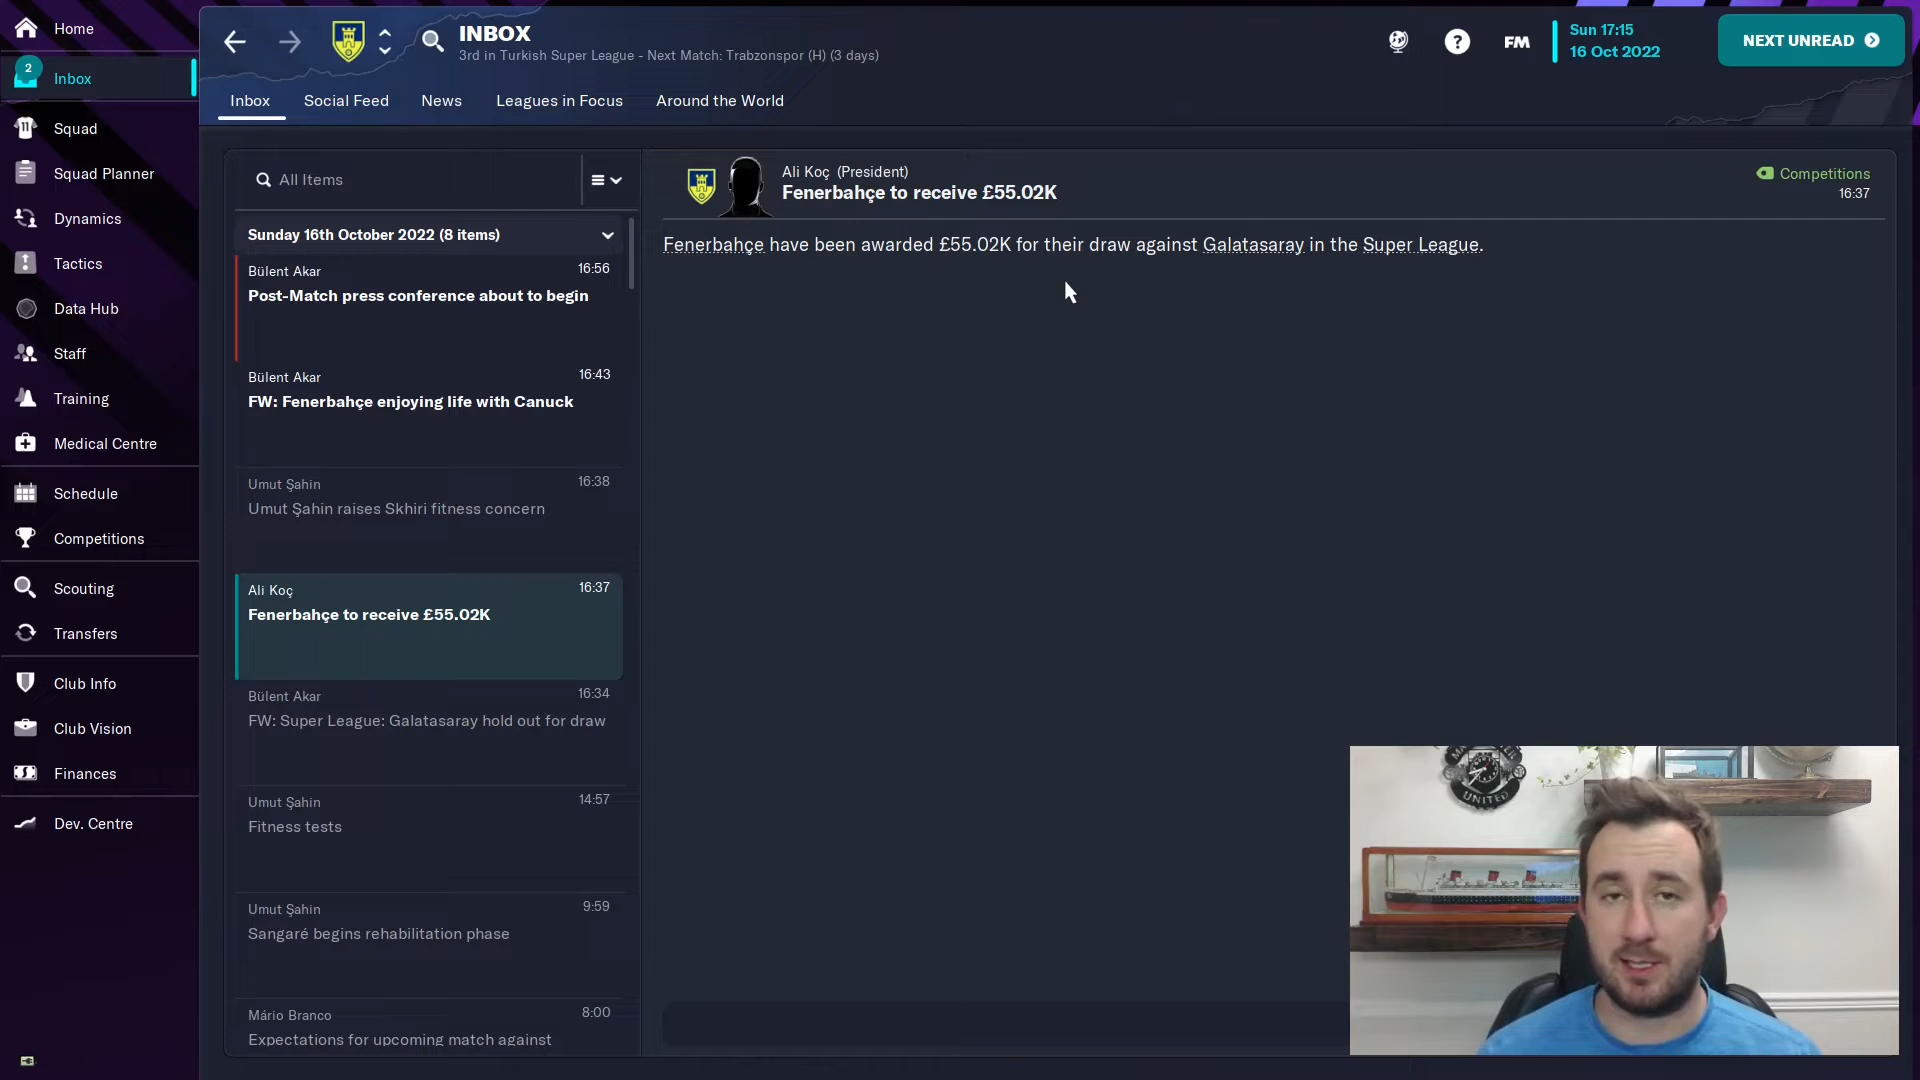 Home
2
Inbox
Squad
Squad Planner
Dynamics
Tactics
Data Hub
Staff
Training
Medical Centre
Schedule
Competitions
Scouting
Transfers
Club Info
Club Vision
Finances
Dev. Centre
INBOX
3rd in Turkish Super League - Next Match: Trabzonspor (H) (3 days)
?
FM
Sun 17:15
16 Oct 2022
NEXT UNREAD
Inbox
Social Feed
News
Leagues in Focus
Around the World
All Items
Sunday 16th October 2022 (8 items)
Bülent Akar
16:56
Post-Match press conference about to begin
Bülent Akar
16:43
FW: Fenerbahçe enjoying life with Canuck
Umut Şahin
16:38
Umut Şahin raises Skhiri fitness concern
Ali Koç
16:37
Fenerbahçe to receive £55.02K
Bülent Akar
16:34
FW: Super League: Galatasaray hold out for draw
Umut Şahin
14:57
Fitness tests
Umut Şahin
9:59
Sangaré begins rehabilitation phase
Mário Branco
8:00
Expectations for upcoming match against
Ali Koç (President)
Fenerbahçe to receive £55.02K
Competitions
16:37
Fenerbahçe have been awarded £55.02K for their draw against Galatasaray in the Super League.
UNITED